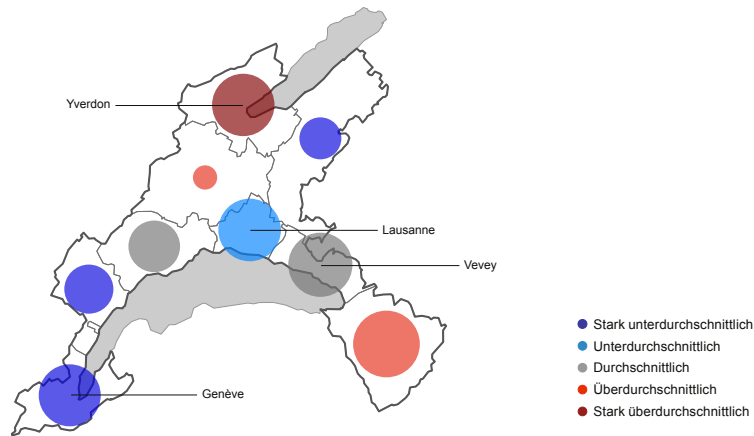 Yverdon
Lausanne
Vevey
Genève
Stark unterdurchschnittlich
Unterdurchschnittlich
Durchschnittlich
Überdurchschnittlich
Stark überdurchschnittlich